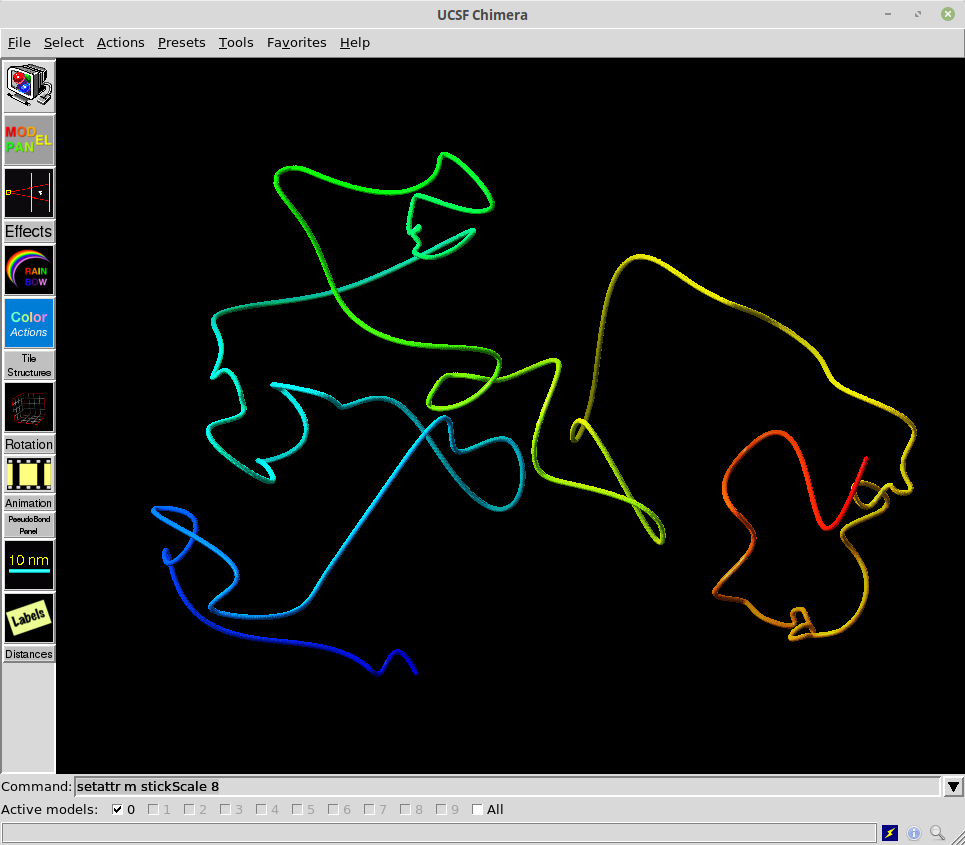 UCSF Chimera
File Select Actions Presets Tools Favorites Help
MOD
EL
PAN
Effects
RAIN
BOW
Color
Actions
Tile
Structures
Rotation
Animation
PseudoBond
Panel
10 nm
Labels
Distances
Command: setattr m stickScale 8
Active models: 0 1 2 3 4 5 6 7 8 9 All